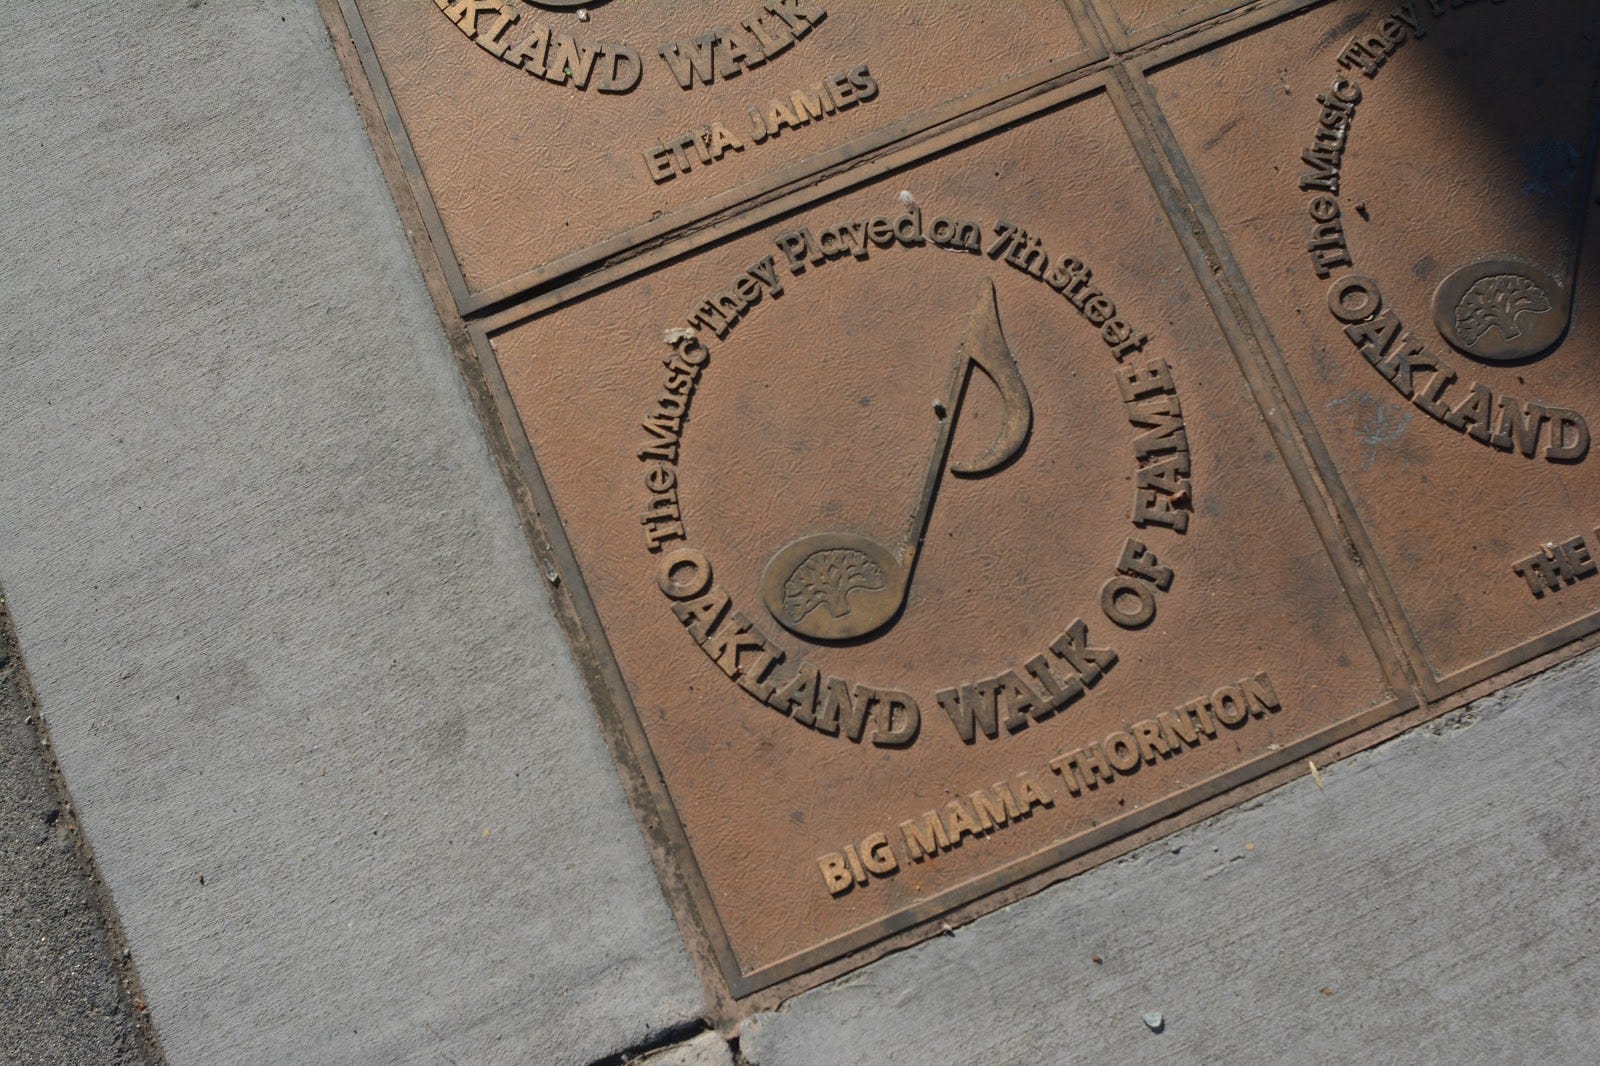 OAKLAND WALK
ETTA JAMES
The Music They Played on 7th Street
OAKLAND WALK OF FAME
BIG MAMA THORNTON
The Music They
OAKLAND
THE